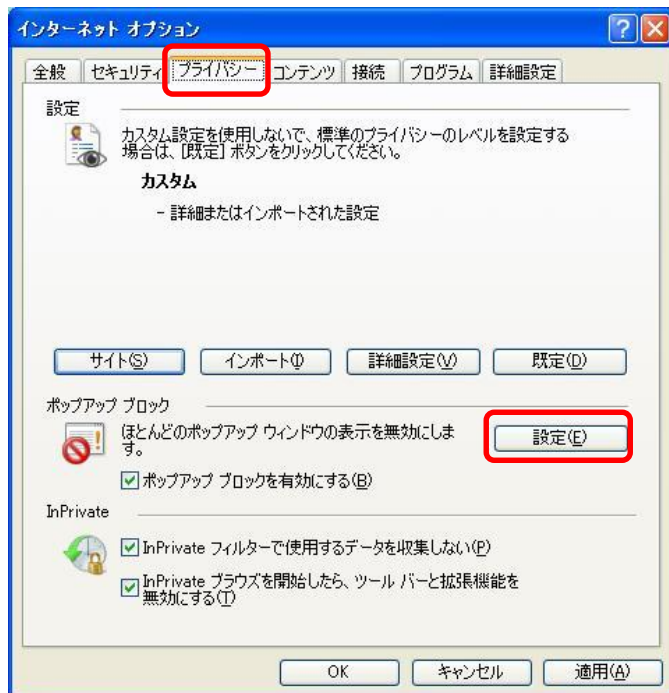 インターネット オプション
全般 セキュリティ プライバシー コンテンツ 接続 プログラム 詳細設定
設定
カスタム設定を使用しないで、標準のプライバシーのレベルを設定する
場合は、[既定] ボタンをクリックしてください。
カスタム
- 詳細またはインポートされた設定
サイト(S) インポート(I) 詳細設定(V) 既定(D)
ポップアップ ブロック
ほとんどのポップアップ ウィンドウの表示を無効にしま
す。
設定(E)
ポップアップ ブロックを有効にする(B)
InPrivate
InPrivate フィルターで使用するデータを収集しない(P)
InPrivate ブラウズを開始したら、ツール バーと拡張機能を
無効にする(T)
OK キャンセル 適用(A)